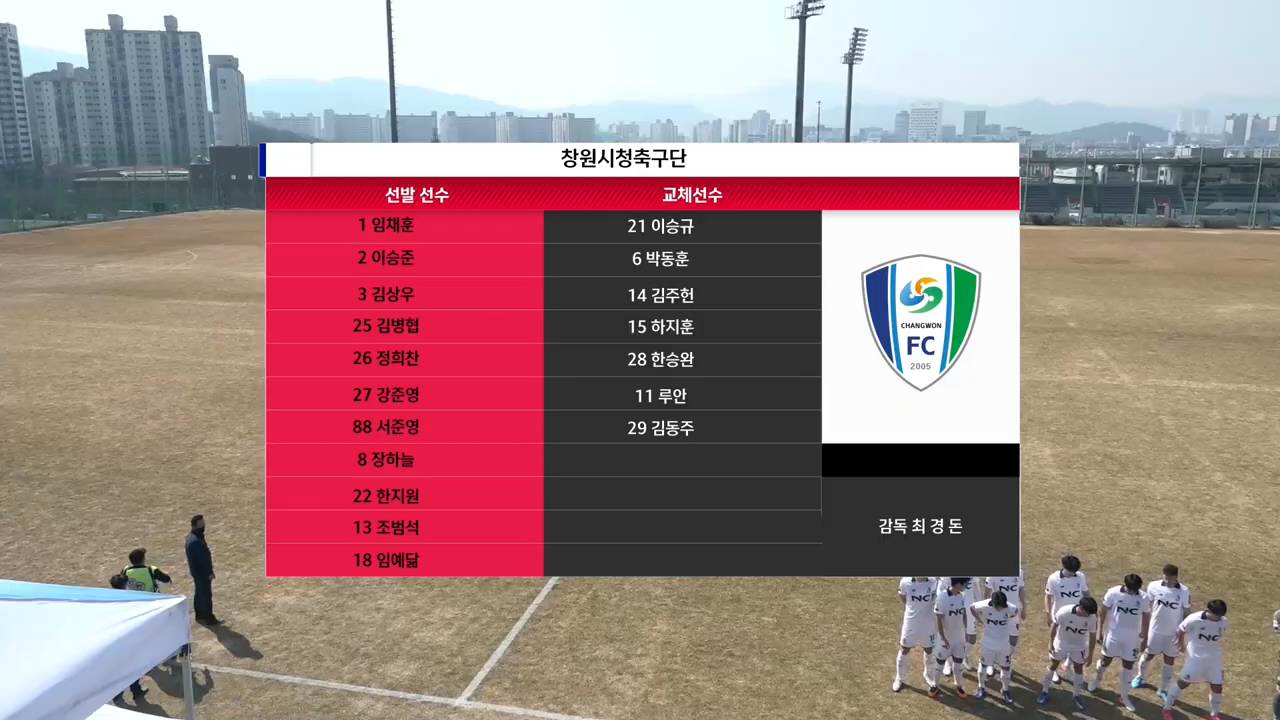 창원시청축구단
선발 선수
교체선수
1 임채훈
21 이승규
2 이승준
6 박동훈
3 김상우
14 김주헌
25 김병협
15 하지훈
26 정희찬
28 한승완
27 강준영
11 루안
88 서준영
29 김동주
8 장하늘
22 한지원
13 조범석
18 임예닮
CHANGWON
FC
2005
감독 최 경 돈
NC
NC
NC
NC
NC
NC
NC
NC